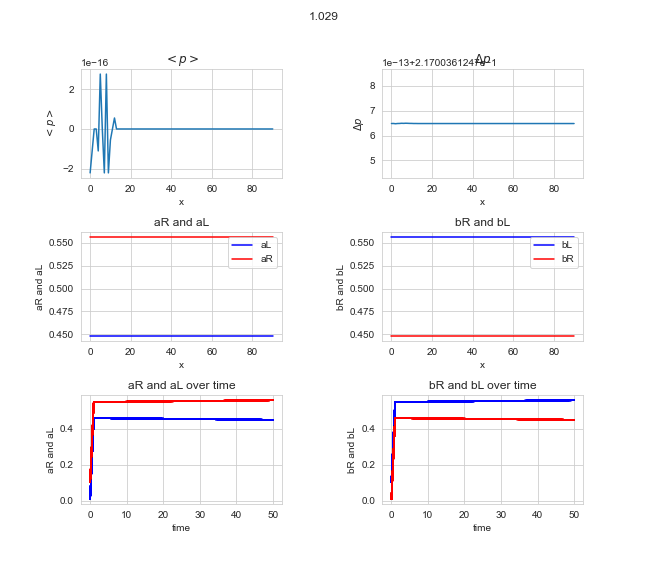 1.029
1e−16
< p >
2
0
−2
< p >
0 20 40 60 80
x
Δp
8
7
6
5
Δp
0 20 40 60 80
x
aR and aL
0.550
0.525
0.500
0.475
0.450
aR and aL
aL
aR
0 20 40 60 80
x
bR and bL
0.550
0.525
0.500
0.475
0.450
bR and bL
bL
bR
0 20 40 60 80
x
aR and aL over time
0.4
0.2
0.0
aR and aL
0 10 20 30 40 50
time
bR and bL over time
0.4
0.2
0.0
bR and bL
0 10 20 30 40 50
time